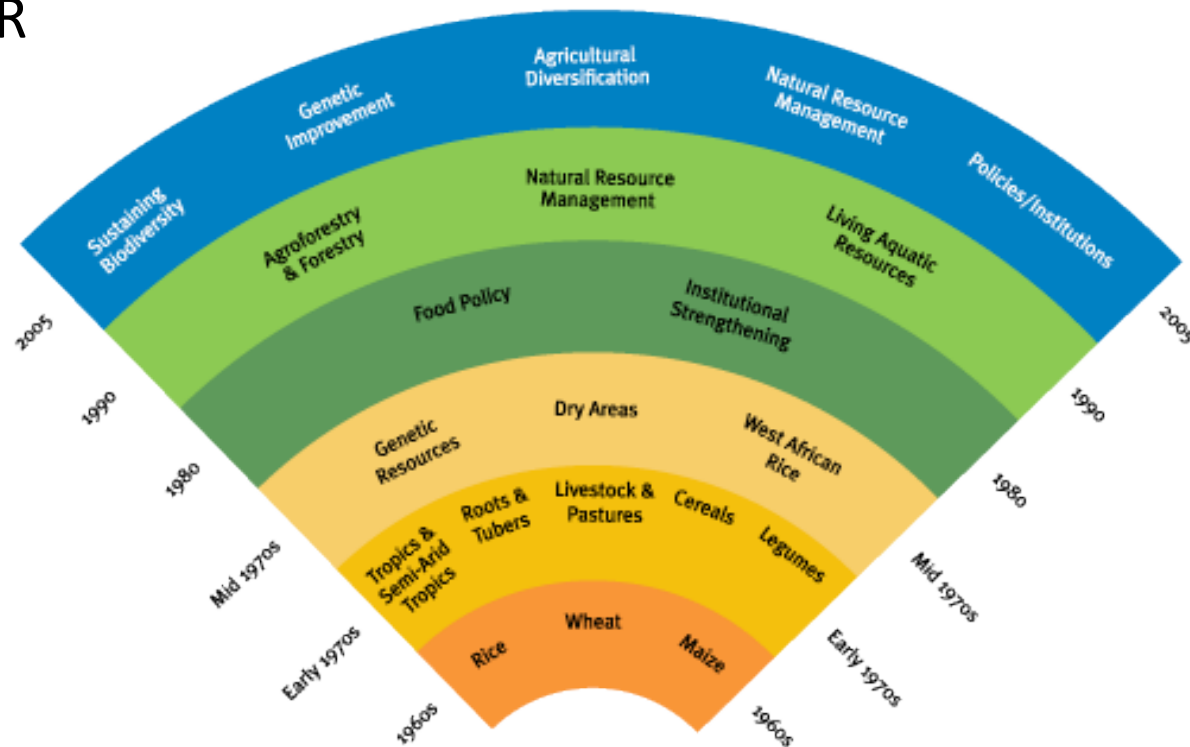 R
Agricultural
Diversification
Genetic
Improvement
Natural Resource
Management
Sustaining
Biodiversity
Policies/Institutions
Natural Resource
Management
Agroforestry
& Forestry
Living Aquatic
Resources
Food Policy
Institutional
Strengthening
Dry Areas
Genetic
Resources
West African
Rice
Livestock &
Pastures
Roots &
Tubers
Cereals
Tropics &
Semi-Arid
Tropics
Legumes
Wheat
Rice
Maize
2005
1990
1980
Mid 1970s
Early 1970s
1960s
2005
1990
1980
Mid 1970s
Early 1970s
1960s